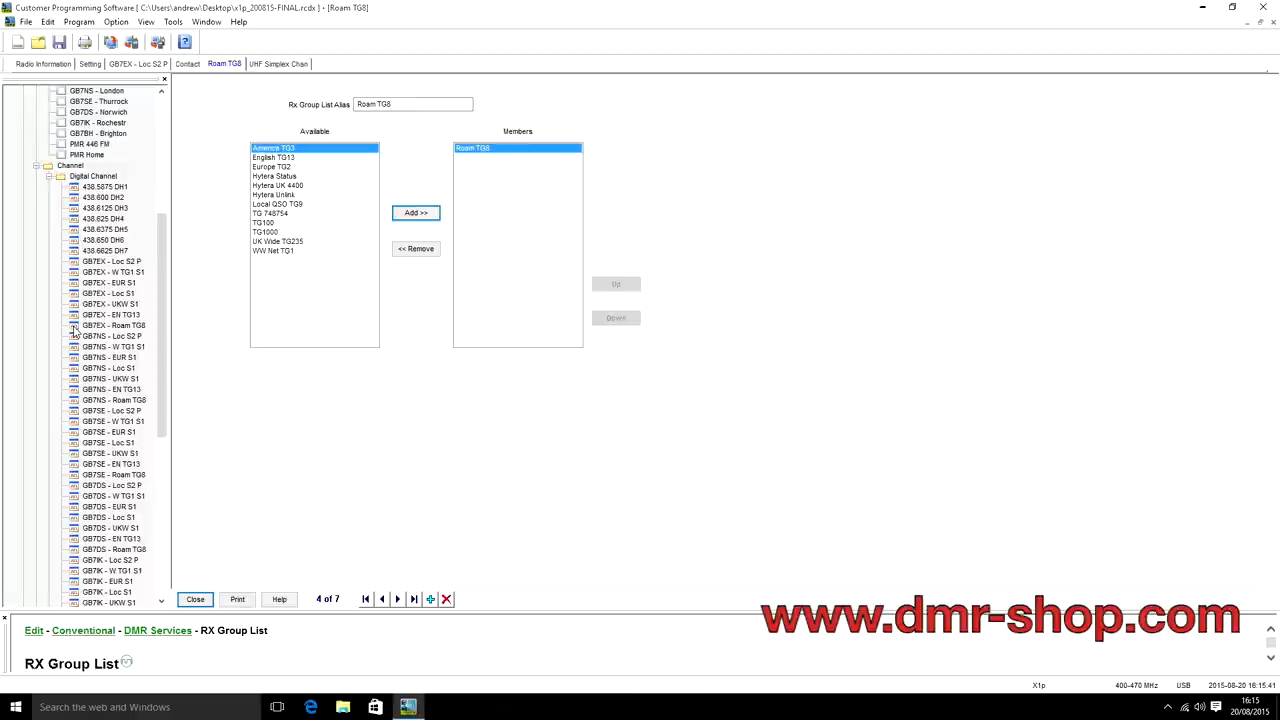 Customer Programming Software [ C:\Users\andrew\Desktop\x1p_200815-FINAL.rcdx ] - [Roam TG8]
File Edit Program Option View Tools Window Help
Radio Information Setting GB7EX - Loc S2 P Contact Roam TG8 UHF Simplex Chan
GB7NS - London
GB7SE - Thurrock
GB7DS - Norwich
GB7IK - Rochestr
GB7BH - Brighton
PMR 446 FM
PMR Home
Channel
Digital Channel
438.5875 DH1
438.600 DH2
438.6125 DH3
438.625 DH4
438.6375 DH5
438.650 DH6
438.6625 DH7
GB7EX - Loc S2 P
GB7EX - W TG1 S1
GB7EX - EUR S1
GB7EX - Loc S1
GB7EX - UKW S1
GB7EX - EN TG13
GB7EX - Roam TG8
GB7NS - Loc S2 P
GB7NS - W TG1 S1
GB7NS - EUR S1
GB7NS - Loc S1
GB7NS - UKW S1
GB7NS - EN TG13
GB7NS - Roam TG8
GB7SE - Loc S2 P
GB7SE - W TG1 S1
GB7SE - EUR S1
GB7SE - Loc S1
GB7SE - UKW S1
GB7SE - EN TG13
GB7SE - Roam TG8
GB7DS - Loc S2 P
GB7DS - W TG1 S1
GB7DS - EUR S1
GB7DS - Loc S1
GB7DS - UKW S1
GB7DS - EN TG13
GB7DS - Roam TG8
GB7IK - Loc S2 P
GB7IK - W TG1 S1
GB7IK - EUR S1
GB7IK - Loc S1
GB7IK - UKW S1
Rx Group List Alias Roam TG8
Available
America TG3
English TG13
Europe TG2
Hytera Status
Hytera UK 4400
Hytera Unlink
Local QSO TG9
TG 748754
TG100
TG1000
UK Wide TG235
WW Net TG1
Add >>
<< Remove
Members
Roam TG8
Up
Down
Close Print Help 4 of 7
www.dmr-shop.com
Edit - Conventional - DMR Services - RX Group List
RX Group List
X1p 400-470 MHz USB 2015-08-20 16:15:41
Search the web and Windows
16:15
20/08/2015